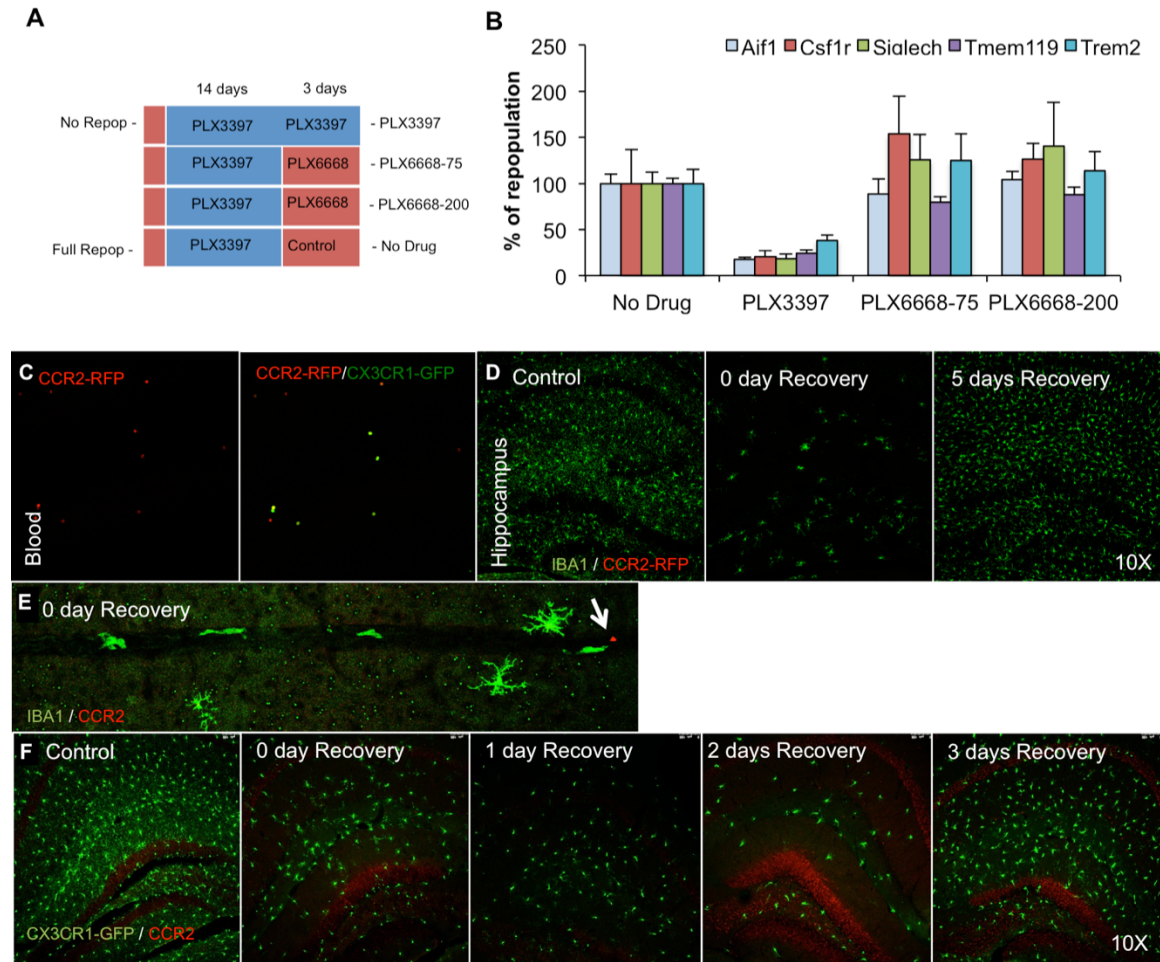 A
14 days 3 days
No Repop - PLX3397 PLX3397 - PLX3397
PLX3397 PLX6668 - PLX6668-75
PLX3397 PLX6668 - PLX6668-200
Full Repop - PLX3397 Control - No Drug
B
Aif1 Csf1r Siglech Tmem119 Trem2
% of repopulation
250
200
150
100
50
0
No Drug PLX3397 PLX6668-75 PLX6668-200
C CCR2-RFP
CCR2-RFP/CX3CR1-GFP
Blood
D Control
0 day Recovery
5 days Recovery
Hippocampus
IBA1 / CCR2-RFP
10X
E 0 day Recovery
IBA1 / CCR2
F Control
0 day Recovery
1 day Recovery
2 days Recovery
3 days Recovery
CX3CR1-GFP / CCR2
10X